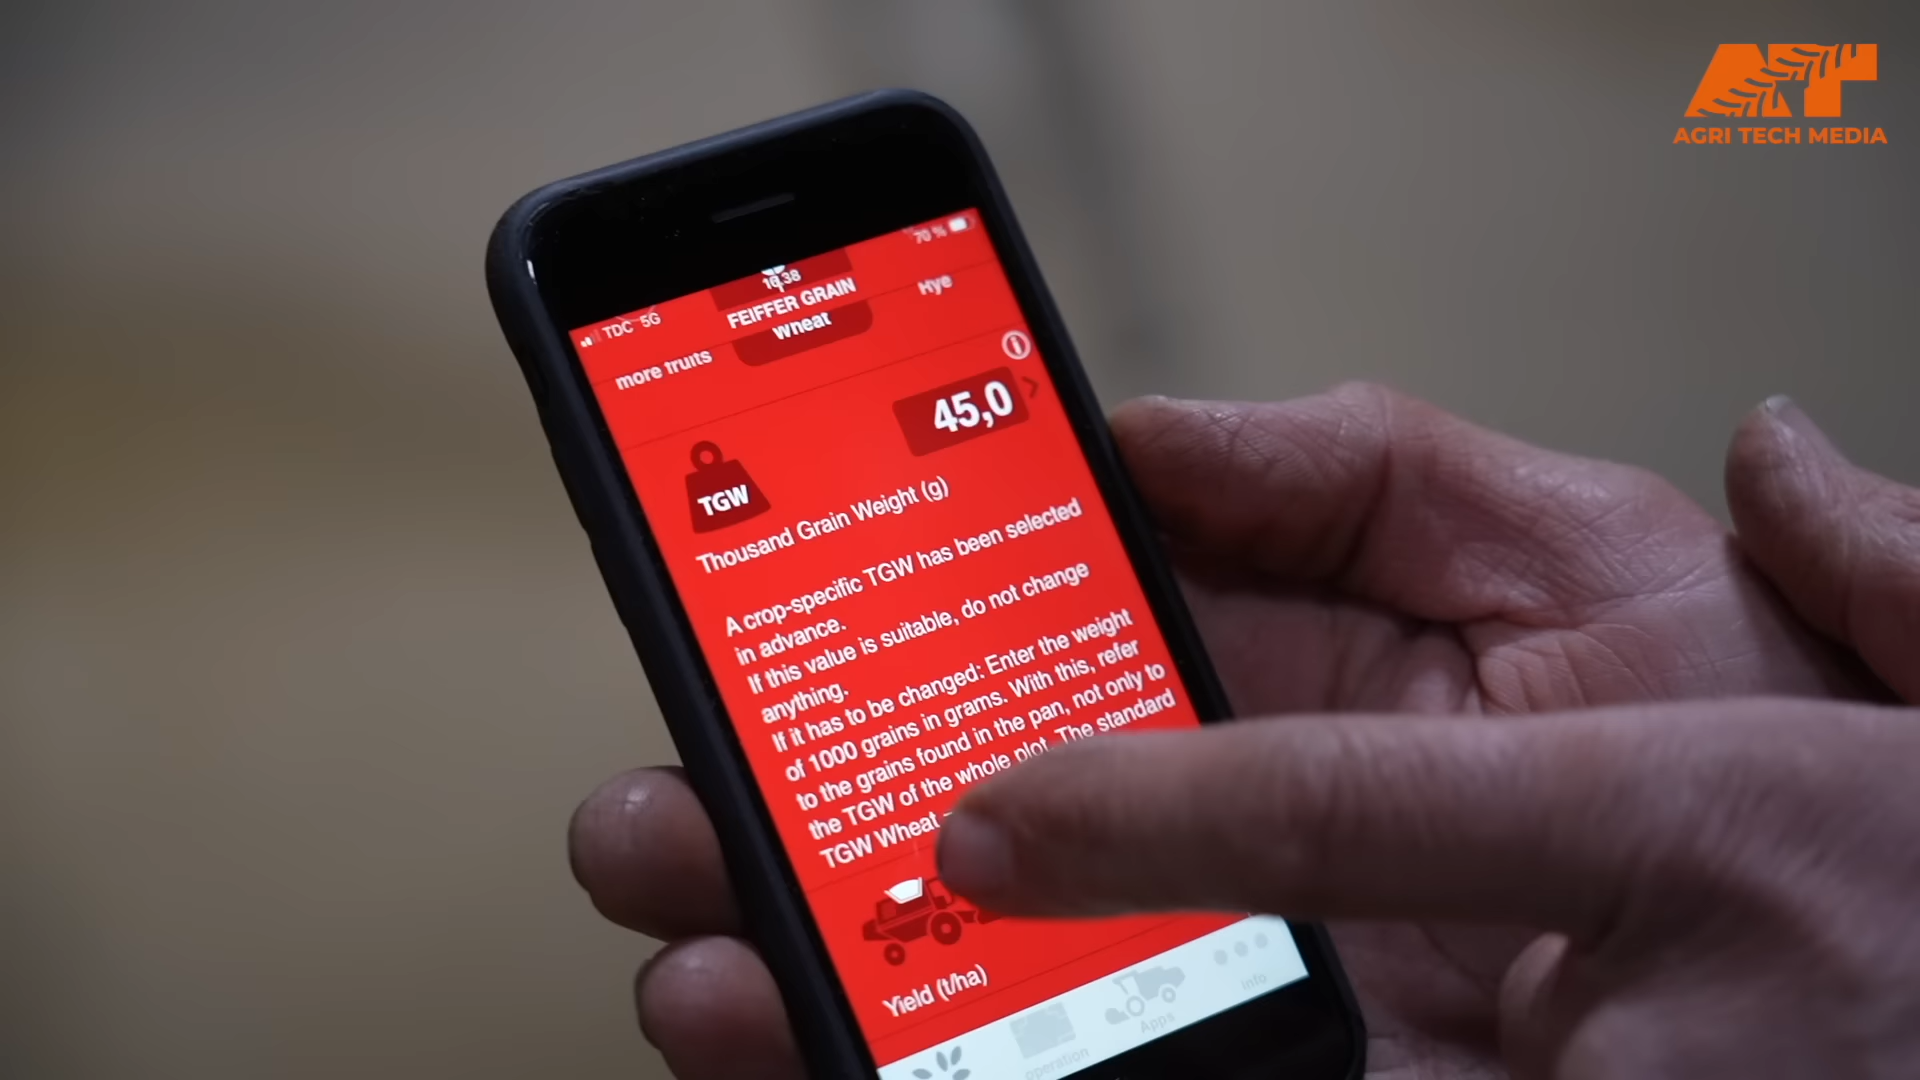 AGRI TECH MEDIA
TDC 5G
16:38
70 %
FEIFFER GRAIN
more fruits
Wheat
Rye
45,0
TGW
Thousand Grain Weight (g)
A crop-specific TGW has been selected
in advance.
If this value is suitable, do not change
anything.
If it has to be changed: Enter the weight
of 1000 grains in grams. With this, refer
to the grains found in the pan, not only to
the TGW of the whole plot. The standard
TGW Wheat
Yield (t/ha)
operation
Apps
Info